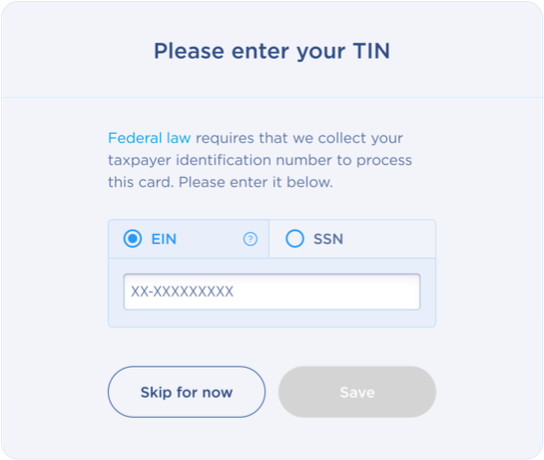 Please enter your TIN
Federal law requires that we collect your
taxpayer identification number to process
this card. Please enter it below.
EIN ? SSN
XX-XXXXXXXXX
Skip for now Save